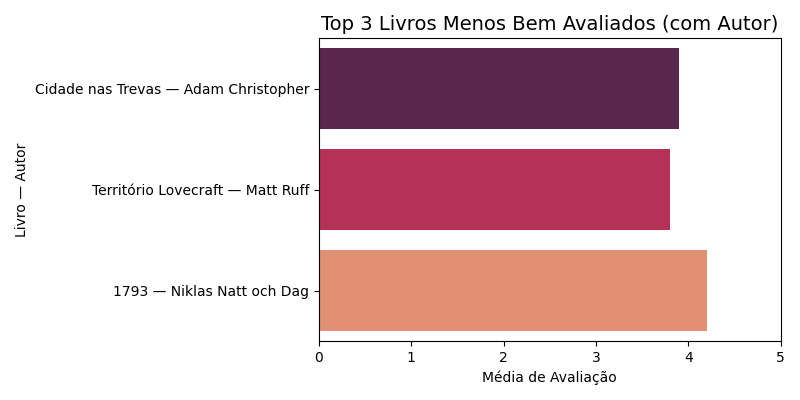 Top 3 Livros Menos Bem Avaliados (com Autor)
Livro — Autor
Cidade nas Trevas — Adam Christopher
Território Lovecraft — Matt Ruff
1793 — Niklas Natt och Dag
0 1 2 3 4 5
Média de Avaliação